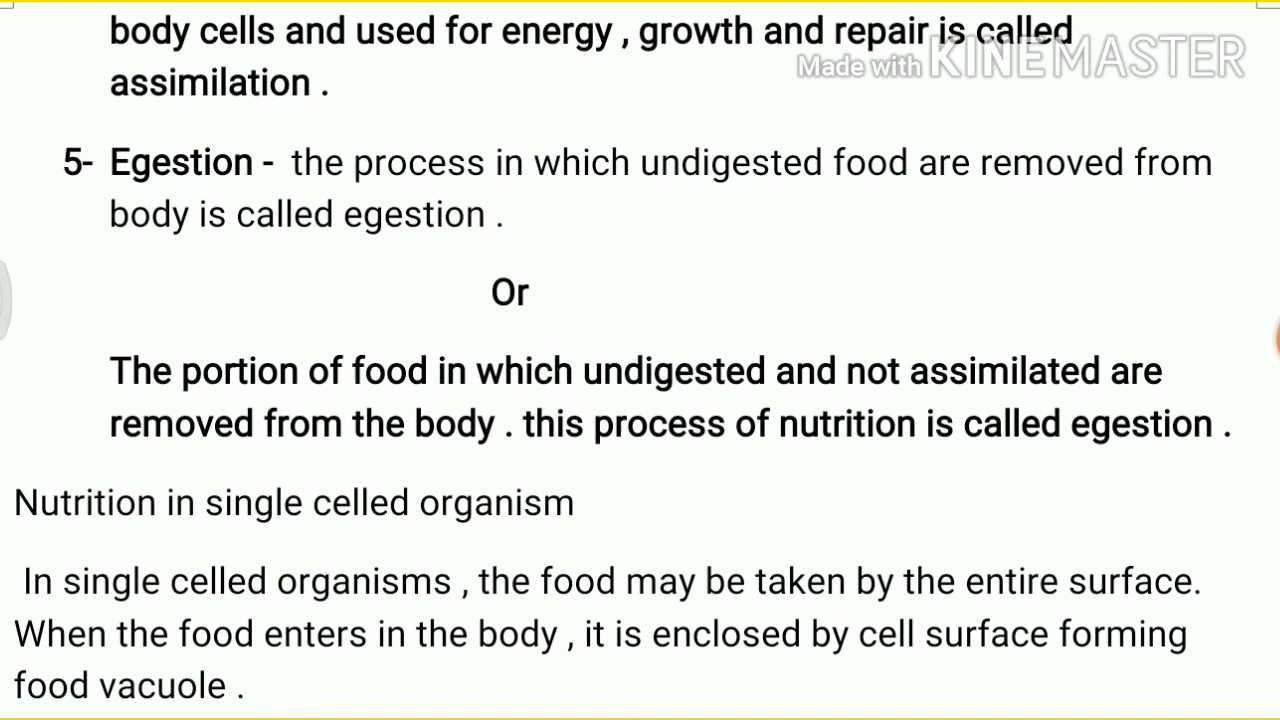 body cells and used for energy , growth and repair is called
Made with KINEMASTER
assimilation .
5- Egestion - the process in which undigested food are removed from
body is called egestion .
Or
The portion of food in which undigested and not assimilated are
removed from the body . this process of nutrition is called egestion .
Nutrition in single celled organism
In single celled organisms , the food may be taken by the entire surface.
When the food enters in the body , it is enclosed by cell surface forming
food vacuole .